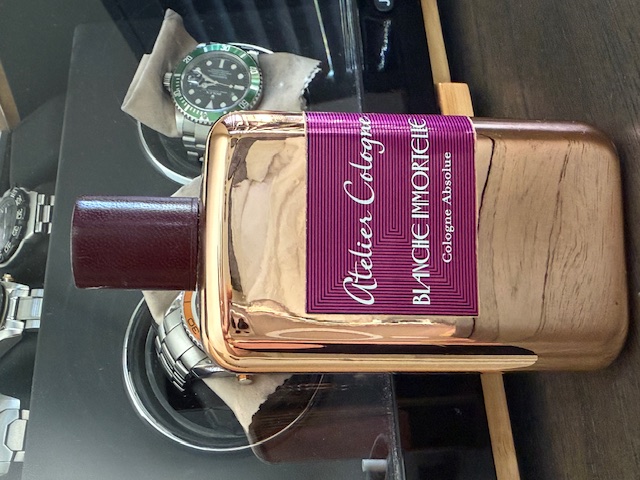 Atelier Cologne
BLANCHE IMMORTELLE
Cologne Absolue